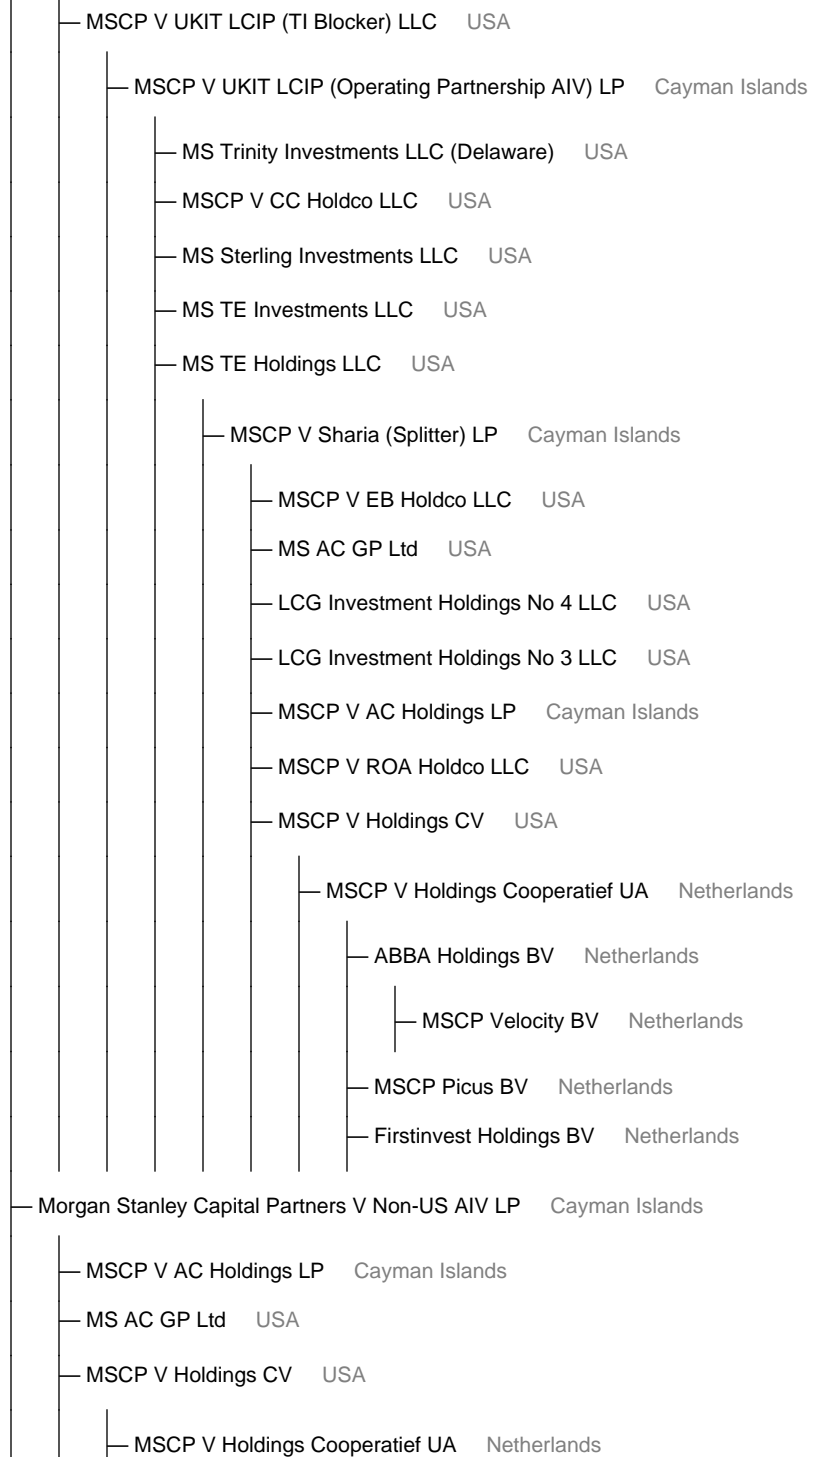 MSCP V UKIT LCIP (TI Blocker) LLC USA
MSCP V UKIT LCIP (Operating Partnership AIV) LP Cayman Islands
MS Trinity Investments LLC (Delaware) USA
MSCP V CC Holdco LLC USA
MS Sterling Investments LLC USA
MS TE Investments LLC USA
MS TE Holdings LLC USA
MSCP V Sharia (Splitter) LP Cayman Islands
MSCP V EB Holdco LLC USA
MS AC GP Ltd USA
LCG Investment Holdings No 4 LLC USA
LCG Investment Holdings No 3 LLC USA
MSCP V AC Holdings LP Cayman Islands
MSCP V ROA Holdco LLC USA
MSCP V Holdings CV USA
MSCP V Holdings Cooperatief UA Netherlands
ABBA Holdings BV Netherlands
MSCP Velocity BV Netherlands
MSCP Picus BV Netherlands
Firstinvest Holdings BV Netherlands
Morgan Stanley Capital Partners V Non-US AIV LP Cayman Islands
MSCP V AC Holdings LP Cayman Islands
MS AC GP Ltd USA
MSCP V Holdings CV USA
MSCP V Holdings Cooperatief UA Netherlands